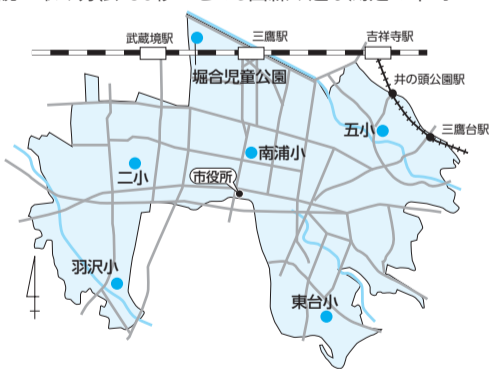 武蔵境駅
三鷹駅
吉祥寺駅
堀合児童公園
井の頭公園駅
五小
三鷹台駅
南浦小
二小
市役所
羽沢小
東台小